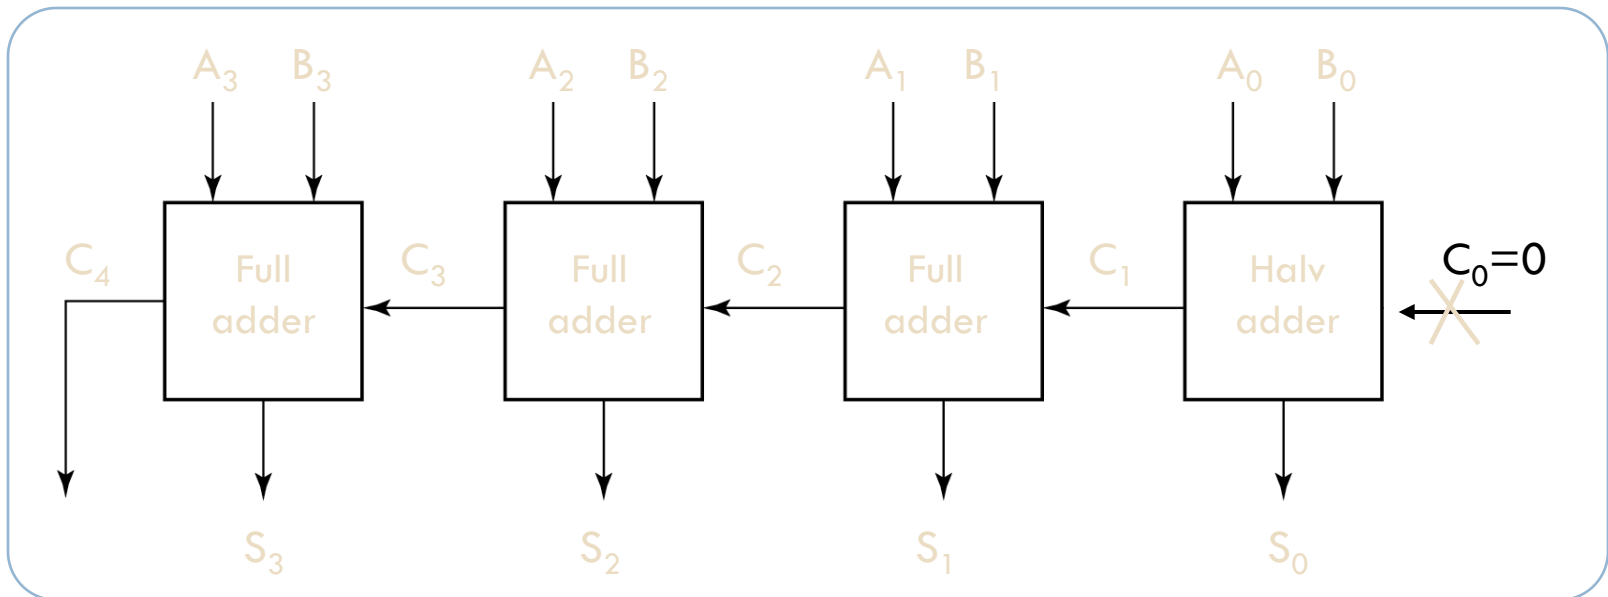 A₃ B₃ A₂ B₂ A₁ B₁ A₀ B₀
C₄ C₃ C₂ C₁ C₀=0
Full Full Full Halv
adder adder adder adder
S₃ S₂ S₁ S₀